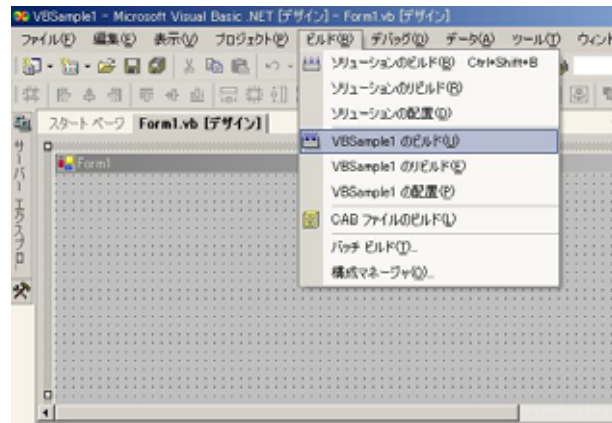 VBSample1 - Microsoft Visual Basic .NET [デザイン] - Form1.vb [デザイン]
ファイル(F) 編集(E) 表示(V) プロジェクト(P) ビルド(B) デバッグ(D) データ(A) ツール(T) ウィンド
ソリューションのビルド(B) Ctrl+Shift+B
ソリューションのリビルド(R)
ソリューションの配置(O)
スタート ページ Form1.vb [デザイン]
VBSample1 のビルド(U)
Form1
VBSample1 のリビルド(E)
VBSample1 の配置(P)
CAB ファイルのビルド(L)
バッチ ビルド(T)...
構成マネージャ(O)...
サーバー エクスプロー